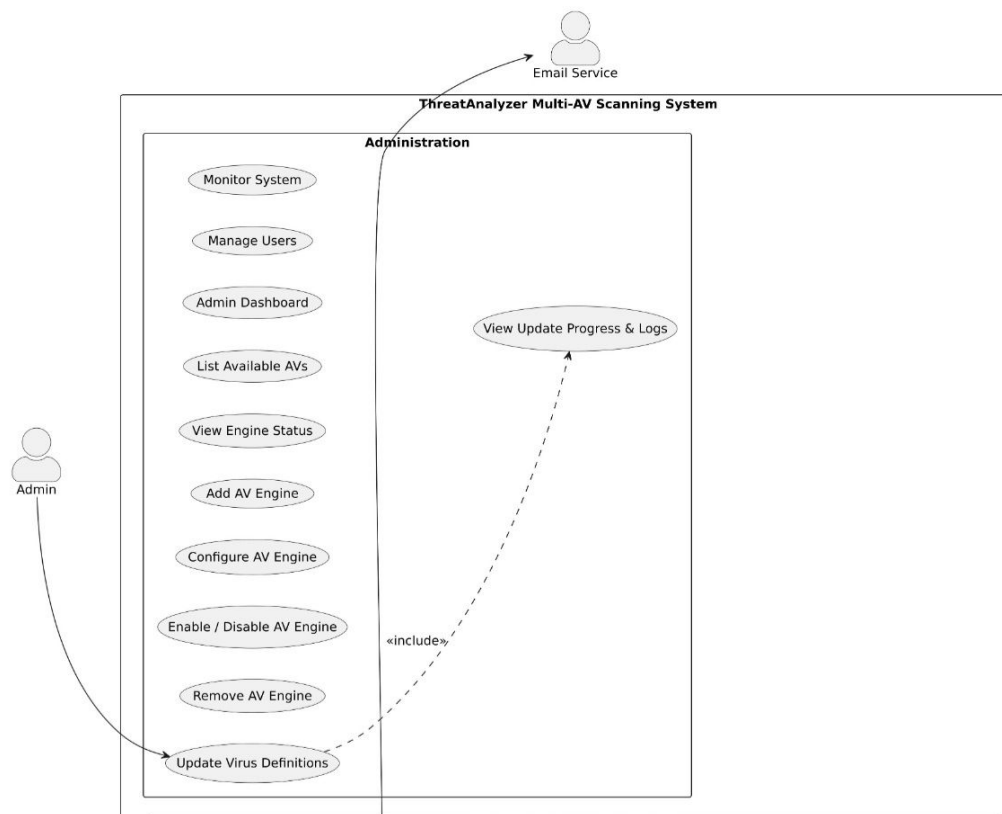 Email Service
ThreatAnalyzer Multi-AV Scanning System
Administration
Monitor System
Manage Users
Admin Dashboard
View Update Progress & Logs
List Available AVs
View Engine Status
Admin
Add AV Engine
Configure AV Engine
Enable / Disable AV Engine
«include»
Remove AV Engine
Update Virus Definitions